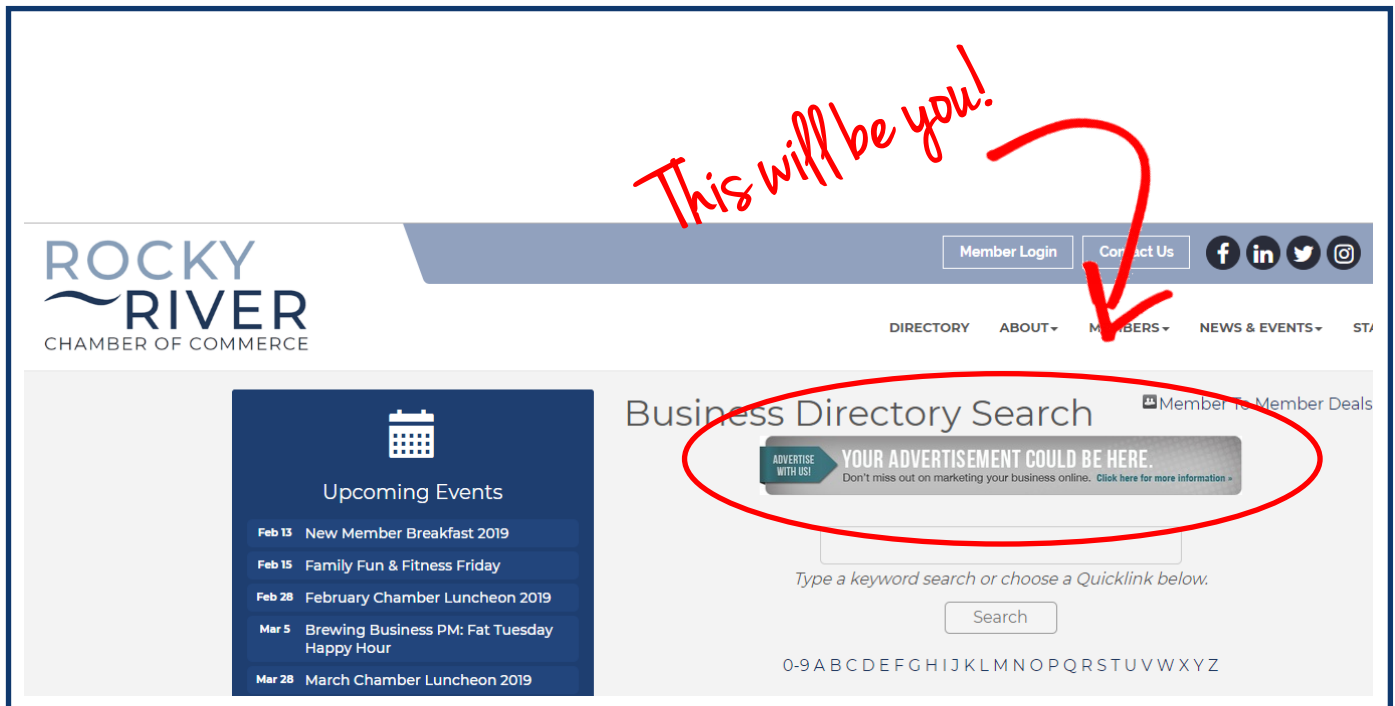 This will be you!
ROCKY
RIVER
CHAMBER OF COMMERCE
Member Login
Contact Us
DIRECTORY
ABOUT
MEMBERS
NEWS & EVENTS
STA
Upcoming Events
Feb 13 New Member Breakfast 2019
Feb 15 Family Fun & Fitness Friday
Feb 28 February Chamber Luncheon 2019
Mar 5 Brewing Business PM: Fat Tuesday
Happy Hour
Mar 28 March Chamber Luncheon 2019
Business Directory Search
Member To Member Deals
ADVERTISE
WITH US!
YOUR ADVERTISEMENT COULD BE HERE.
Don't miss out on marketing your business online. Click here for more information »
Type a keyword search or choose a Quicklink below.
Search
0-9 A B C D E F G H I J K L M N O P Q R S T U V W X Y Z